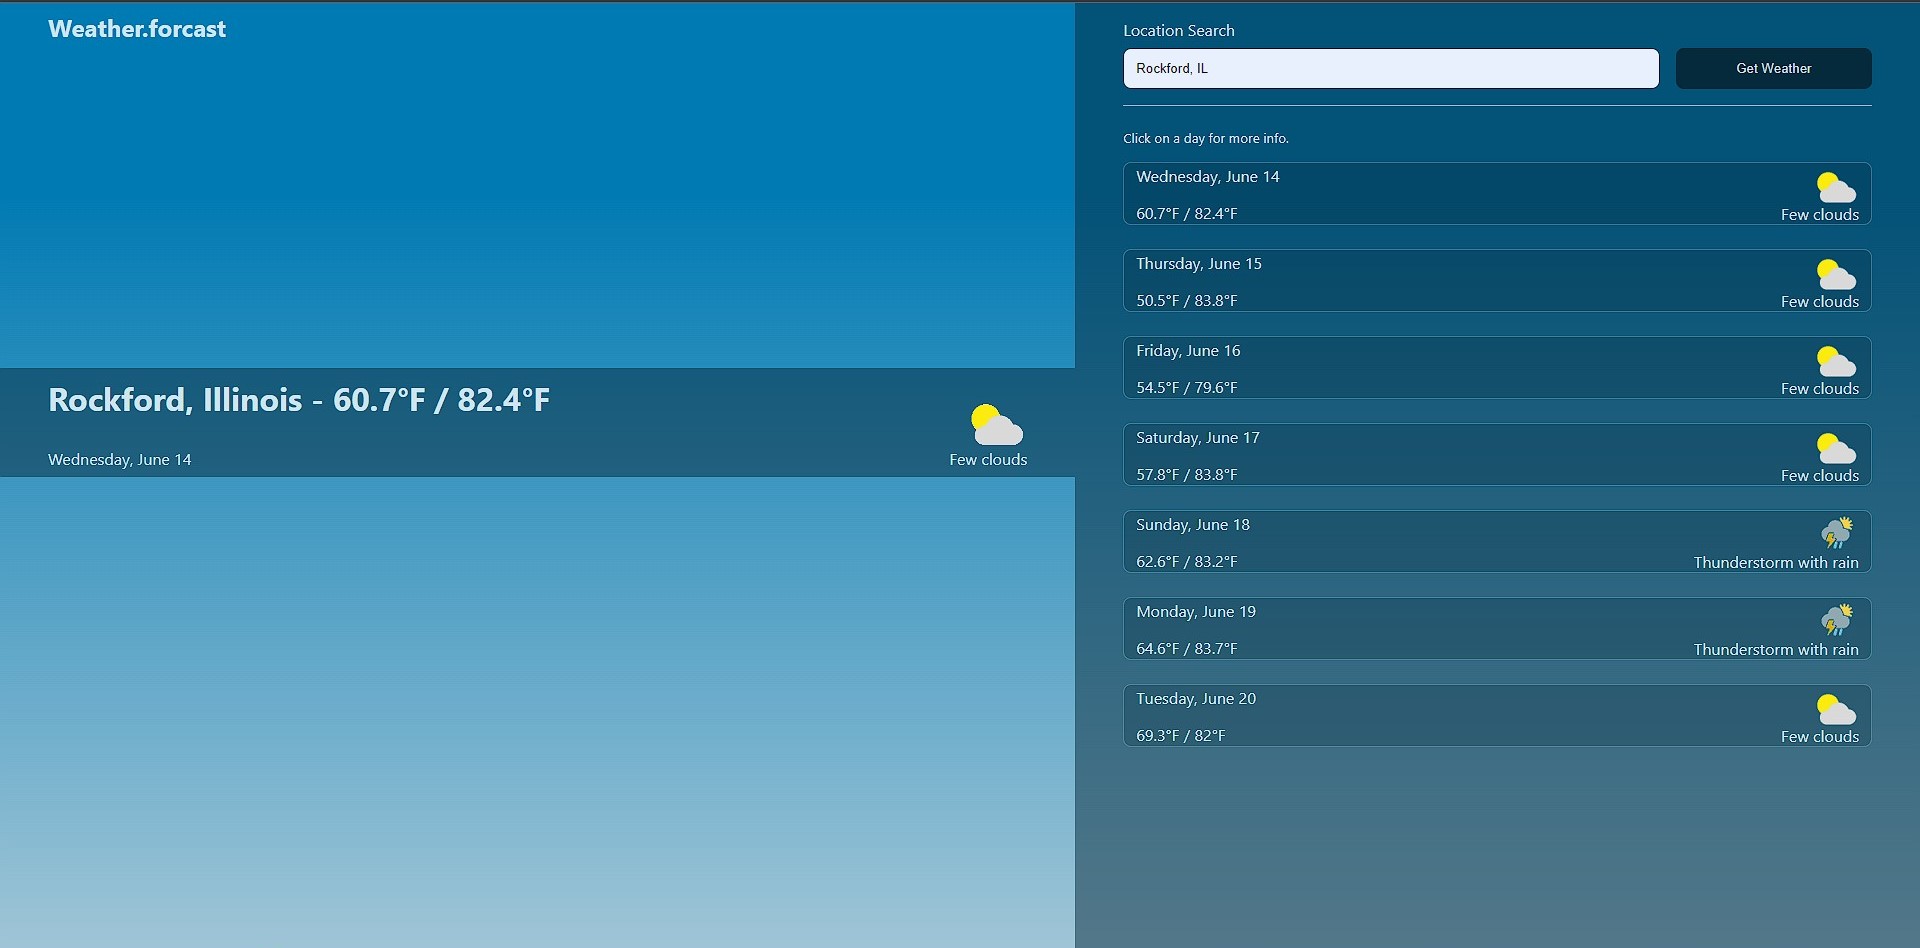 Weather.forcast
Rockford, Illinois - 60.7°F / 82.4°F
Wednesday, June 14
Few clouds
Location Search
Rockford, IL
Get Weather
Click on a day for more info.
Wednesday, June 14
60.7°F / 82.4°F
Few clouds
Thursday, June 15
50.5°F / 83.8°F
Few clouds
Friday, June 16
54.5°F / 79.6°F
Few clouds
Saturday, June 17
57.8°F / 83.8°F
Few clouds
Sunday, June 18
62.6°F / 83.2°F
Thunderstorm with rain
Monday, June 19
64.6°F / 83.7°F
Thunderstorm with rain
Tuesday, June 20
69.3°F / 82°F
Few clouds